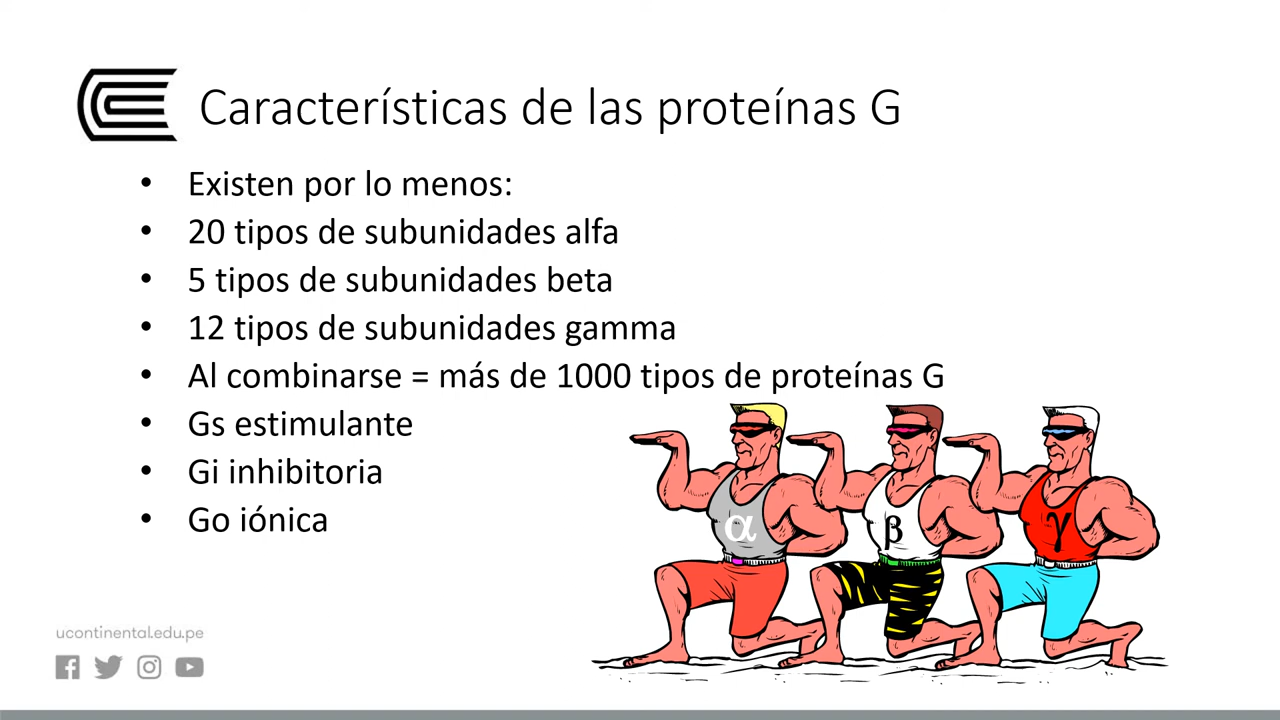 Características de las proteínas G
• Existen por lo menos:
• 20 tipos de subunidades alfa
• 5 tipos de subunidades beta
• 12 tipos de subunidades gamma
• Al combinarse = más de 1000 tipos de proteínas G
• Gs estimulante
• Gi inhibitoria
• Go iónica
α β γ
ucontinental.edu.pe